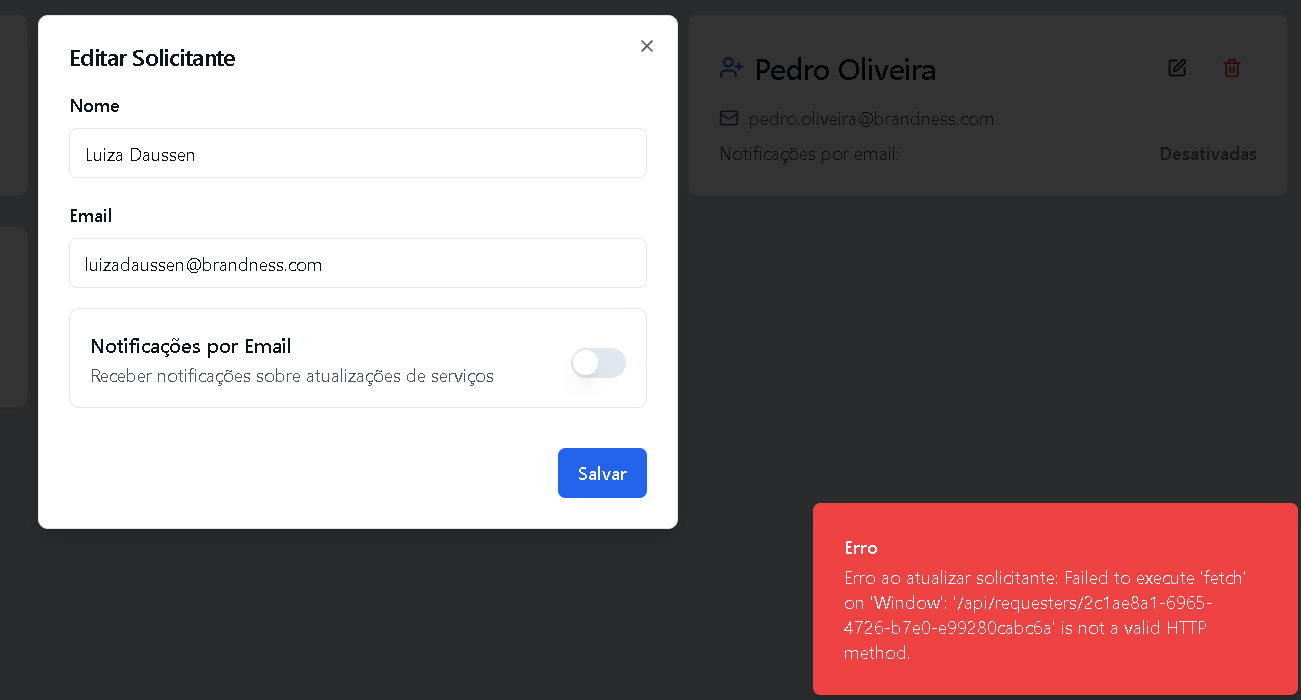 Editar Solicitante
Nome
Luiza Daussen
Email
luizadaussen@brandness.com
Notificações por Email
Receber notificações sobre atualizações de serviços
Salvar
Pedro Oliveira
pedro.oliveira@brandness.com
Notificações por email:
Desativadas
Erro
Erro ao atualizar solicitante: Failed to execute 'fetch'
on 'Window': '/api/requesters/2c1ae8a1-6965-
4726-b7e0-e99280cabc6a' is not a valid HTTP
method.